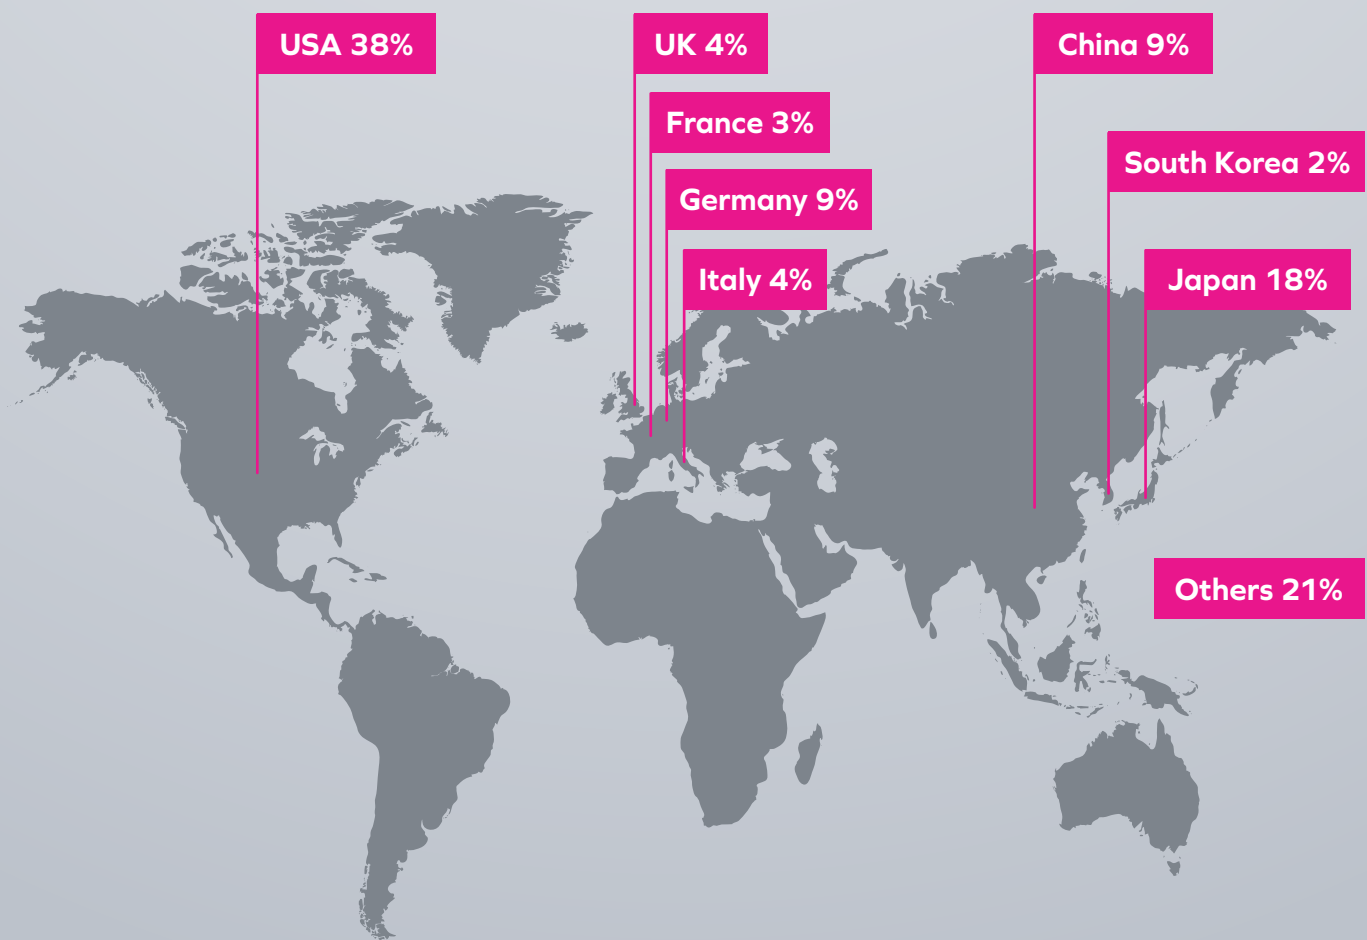 USA 38%
UK 4%
China 9%
France 3%
South Korea 2%
Germany 9%
Italy 4%
Japan 18%
Others 21%